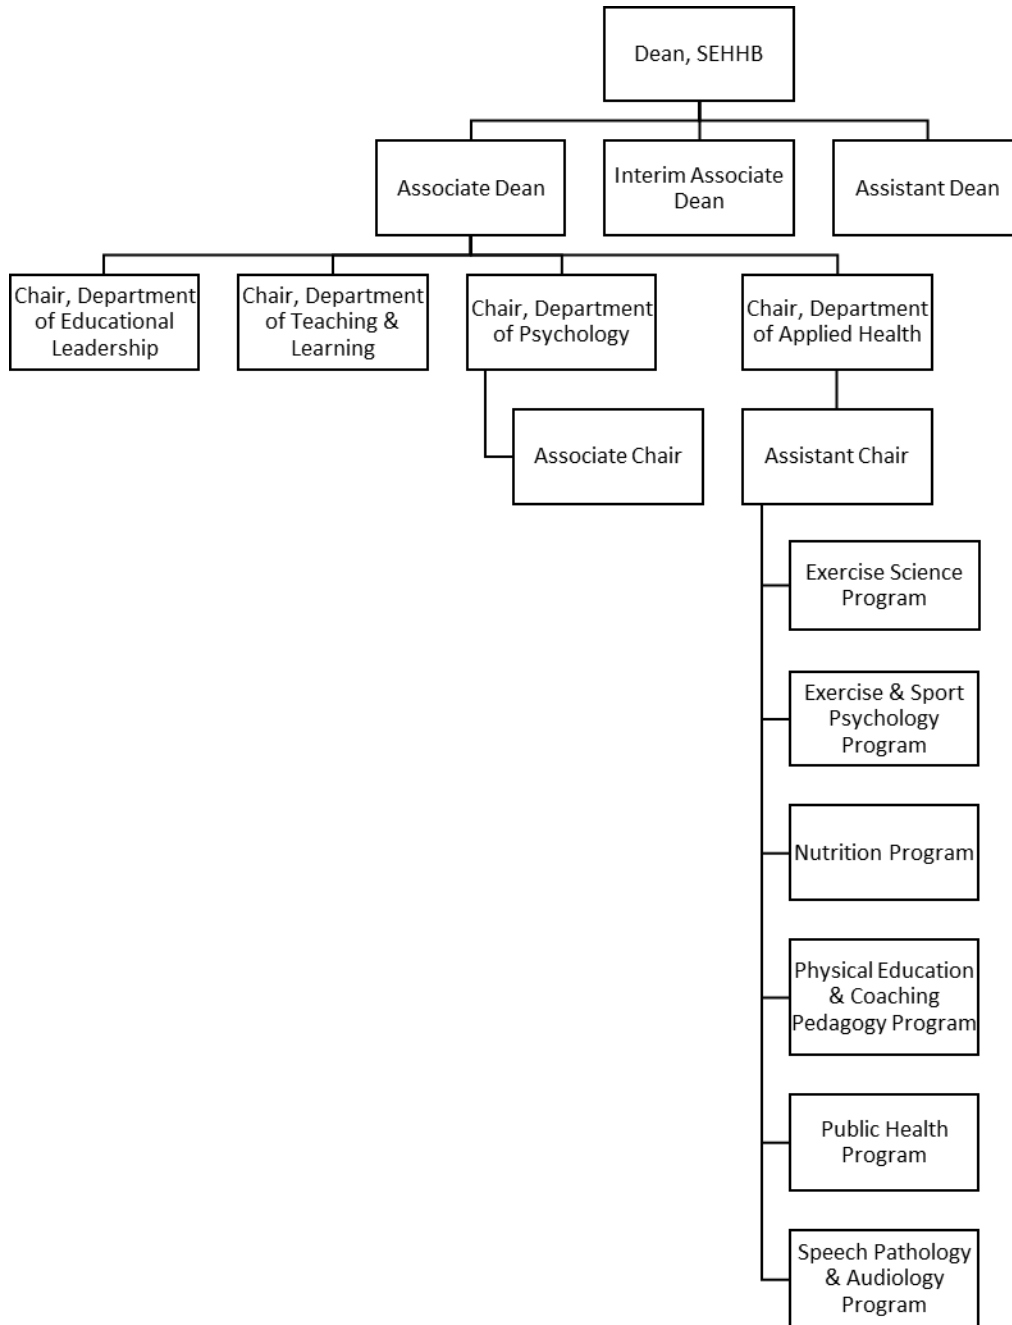 Dean, SEHHB
Associate Dean
Interim Associate
Dean
Assistant Dean
Chair, Department
of Educational
Leadership
Chair, Department
of Teaching &
Learning
Chair, Department
of Psychology
Chair, Department
of Applied Health
Associate Chair
Assistant Chair
Exercise Science
Program
Exercise & Sport
Psychology
Program
Nutrition Program
Physical Education
& Coaching
Pedagogy Program
Public Health
Program
Speech Pathology
& Audiology
Program